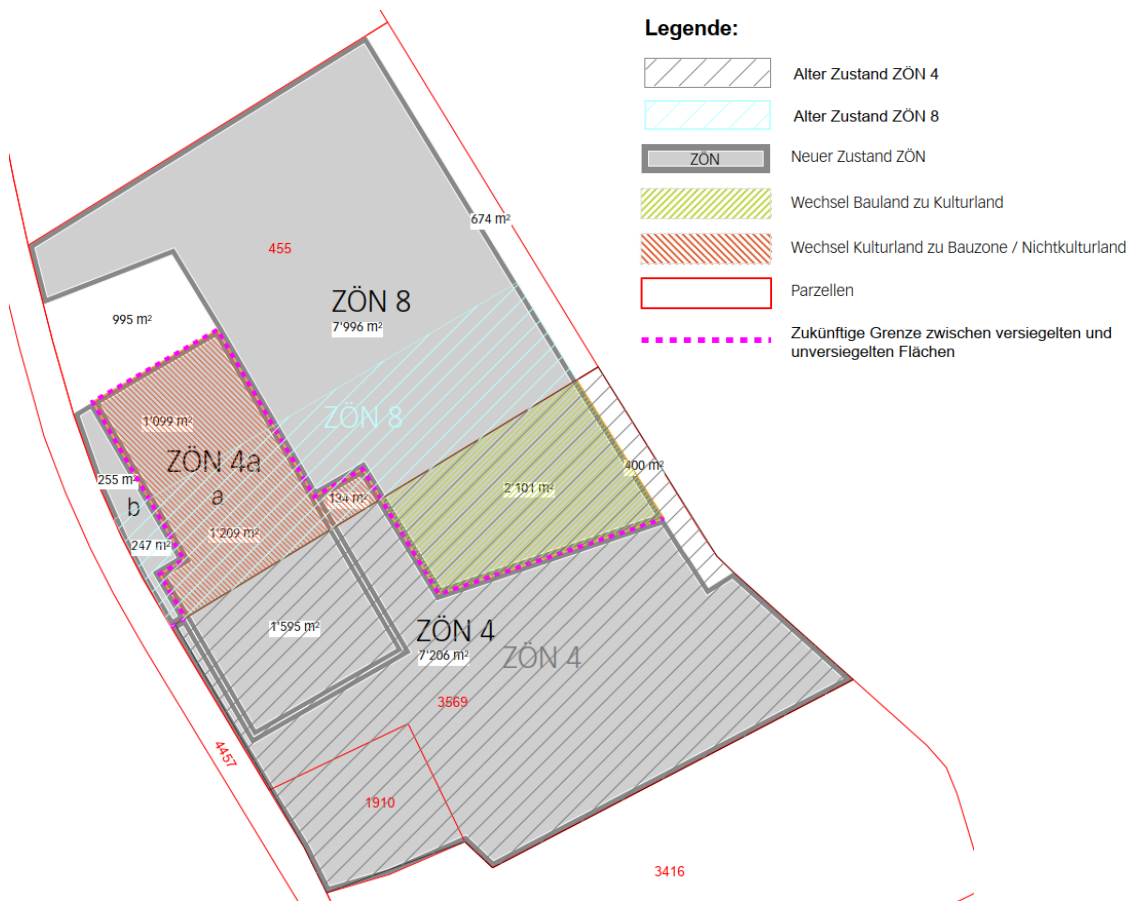 Legende:
Alter Zustand ZÖN 4
Alter Zustand ZÖN 8
ZÖN
Neuer Zustand ZÖN
Wechsel Bauland zu Kulturland
Wechsel Kulturland zu Bauzone / Nichtkulturland
Parzellen
Zukünftige Grenze zwischen versiegelten und
unversiegelten Flächen
674 m²
455
ZÖN 8
7'996 m²
995 m²
ZÖN 8
1'099 m²
ZÖN 4a
a
400 m²
255 m²
b
2'101 m²
134 m²
1'209 m²
247 m²
1'595 m²
ZÖN 4
7'206 m²
ZÖN 4
3569
4457
1910
3416